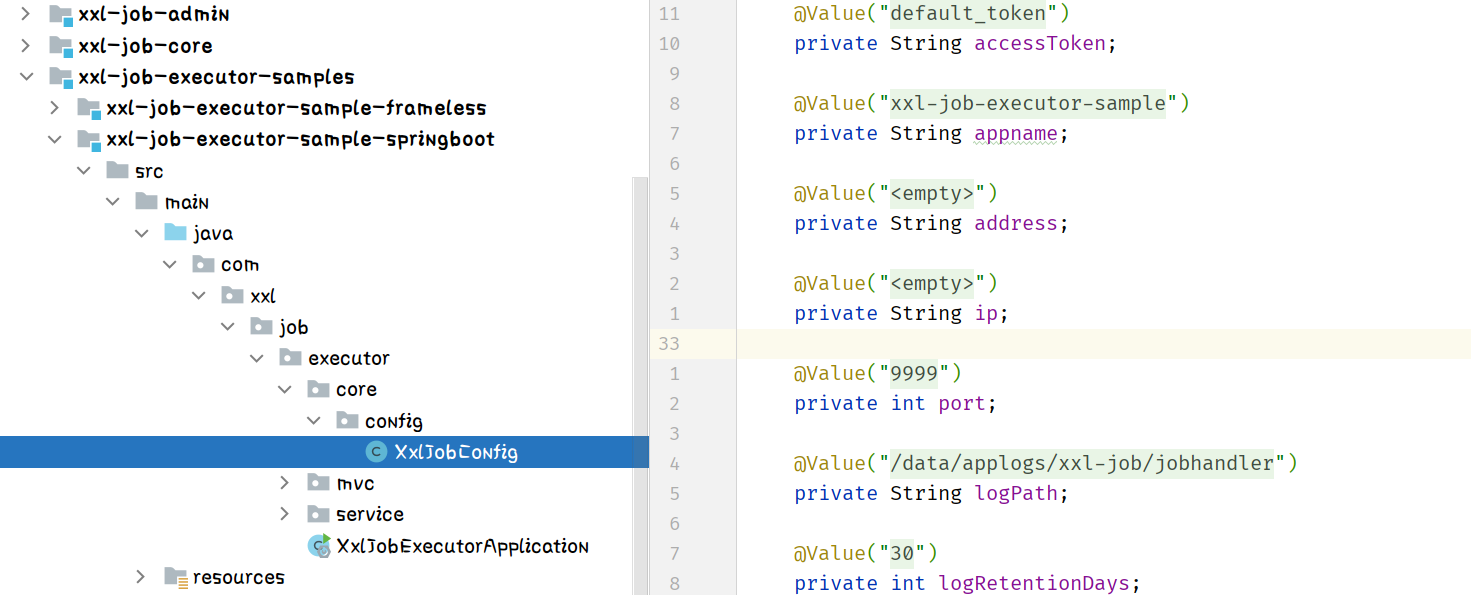 xxl-job-admin
xxl-job-core
xxl-job-executor-samples
xxl-job-executor-sample-frameless
xxl-job-executor-sample-springboot
src
main
java
com
xxl
job
executor
core
config
C XxlJobConfig
mvc
service
XxlJobExecutorApplication
resources
11 @Value("default_token")
10 private String accessToken;
9
8 @Value("xxl-job-executor-sample")
7 private String appname;
6
5 @Value("<empty>")
4 private String address;
3
2 @Value("<empty>")
1 private String ip;
33
1 @Value("9999")
2 private int port;
3
4 @Value("/data/applogs/xxl-job/jobhandler")
5 private String logPath;
6
7 @Value("30")
8 private int logRetentionDays;